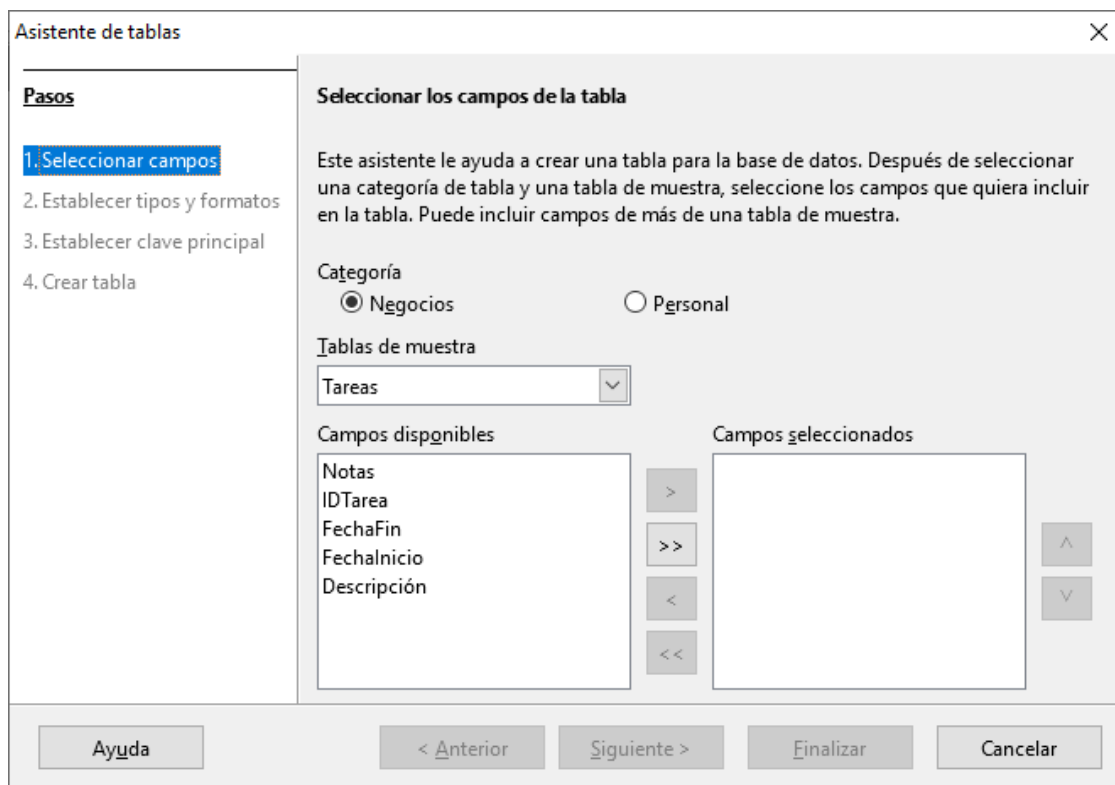 Asistente de tablas
Pasos
1. Seleccionar campos
2. Establecer tipos y formatos
3. Establecer clave principal
4. Crear tabla
Seleccionar los campos de la tabla
Este asistente le ayuda a crear una tabla para la base de datos. Después de seleccionar
una categoría de tabla y una tabla de muestra, seleccione los campos que quiera incluir
en la tabla. Puede incluir campos de más de una tabla de muestra.
Categoría
Negocios
Personal
Tablas de muestra
Tareas
Campos disponibles
Notas
IDTarea
FechaFin
FechaInicio
Descripción
>
>>
<
<<
Campos seleccionados
Ayuda
< Anterior
Siguiente >
Finalizar
Cancelar